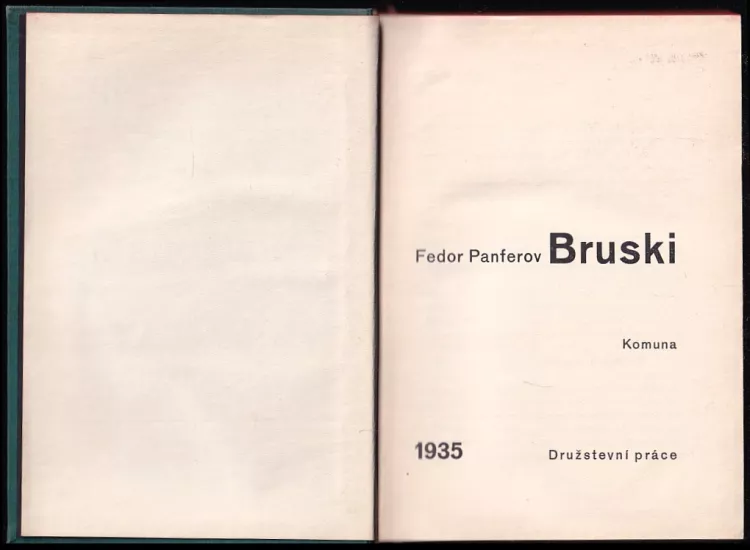 Fedor Panferov Bruski
Komuna
1935 Družstevní práce